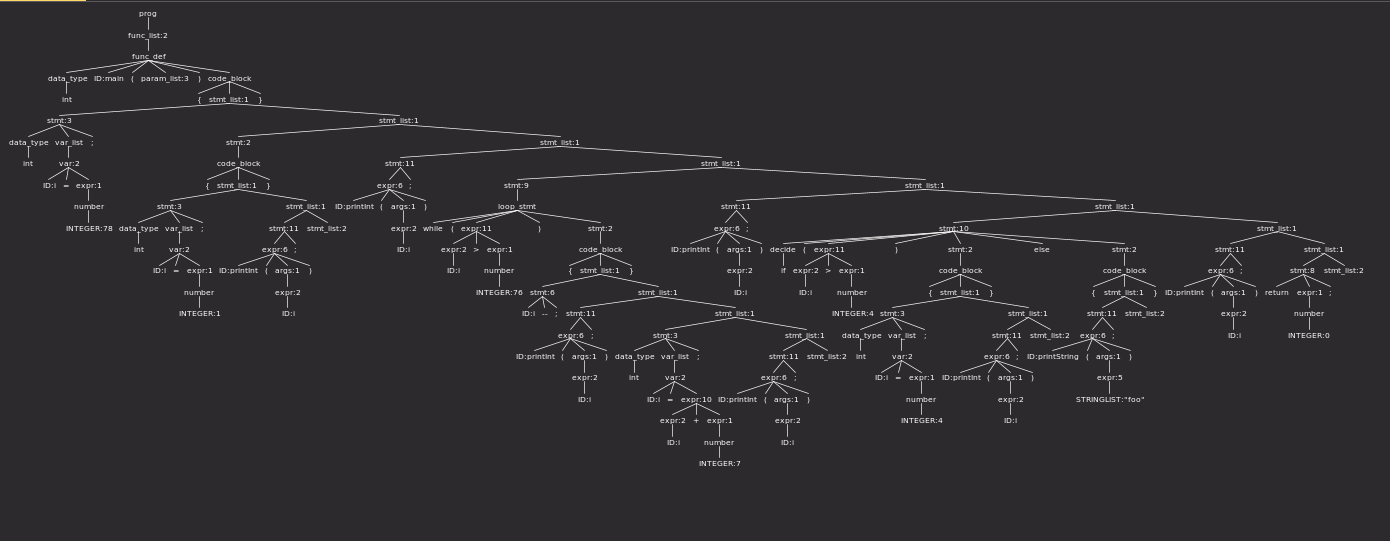 prog
func_list:2
func_def
data_type ID:main ( param_list:3 ) code_block
int { stmt_list:1 }
stmt:3 stmt_list:1
data_type var_list ; stmt:2 stmt_list:1
int var:2 code_block stmt:11 stmt_list:1
ID:i = expr:1 { stmt_list:1 } expr:6 ; stmt:9 stmt_list:1
number stmt:3 stmt_list:1 ID:printInt ( args:1 ) loop_stmt stmt:11 stmt_list:1
INTEGER:78 data_type var_list ; stmt:11 stmt_list:2 expr:2 while ( expr:11 ) stmt:2 expr:6 ; stmt:10 stmt_list:1
int var:2 expr:6 ; ID:i expr:2 > expr:1 code_block ID:printInt ( args:1 ) decide ( expr:11 ) stmt:2 else stmt:2 stmt:11 stmt_list:1
ID:i = expr:1 ID:printInt ( args:1 ) ID:i number { stmt_list:1 } expr:2 if expr:2 > expr:1 code_block code_block expr:6 ; stmt:8 stmt_list:2
number expr:2 INTEGER:76 stmt:6 stmt_list:1 ID:i ID:i number { stmt_list:1 } { stmt_list:1 } ID:printInt ( args:1 ) return expr:1 ;
INTEGER:1 ID:i ID:i -- ; stmt:11 stmt_list:1 INTEGER:4 stmt:3 stmt_list:1 stmt:11 stmt_list:2 expr:2 number
expr:6 ; stmt:3 stmt_list:1 data_type var_list ; stmt:11 stmt_list:2 expr:6 ; ID:i INTEGER:0
ID:printInt ( args:1 ) data_type var_list ; stmt:11 stmt_list:2 int var:2 expr:6 ; ID:printString ( args:1 )
expr:2 int var:2 expr:6 ; ID:i = expr:1 ID:printInt ( args:1 ) expr:5
ID:i ID:i = expr:10 ID:printInt ( args:1 ) number expr:2 STRINGLIST:"foo"
expr:2 + expr:1 expr:2 INTEGER:4 ID:i
ID:i number ID:i
INTEGER:7